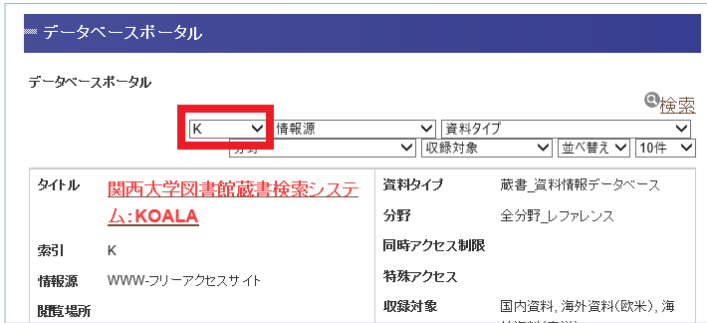 データベースポータル
データベースポータル
検索
K 情報源 資料タイプ
分野 収録対象 並べ替え 10件
タイトル 関西大学図書館蔵書検索システム:KOALA
索引 K
情報源 WWW-フリーアクセスサイト
閲覧場所
資料タイプ 蔵書_資料情報データベース
分野 全分野_レファレンス
同時アクセス制限
特殊アクセス
収録対象 国内資料, 海外資料(欧米), 海